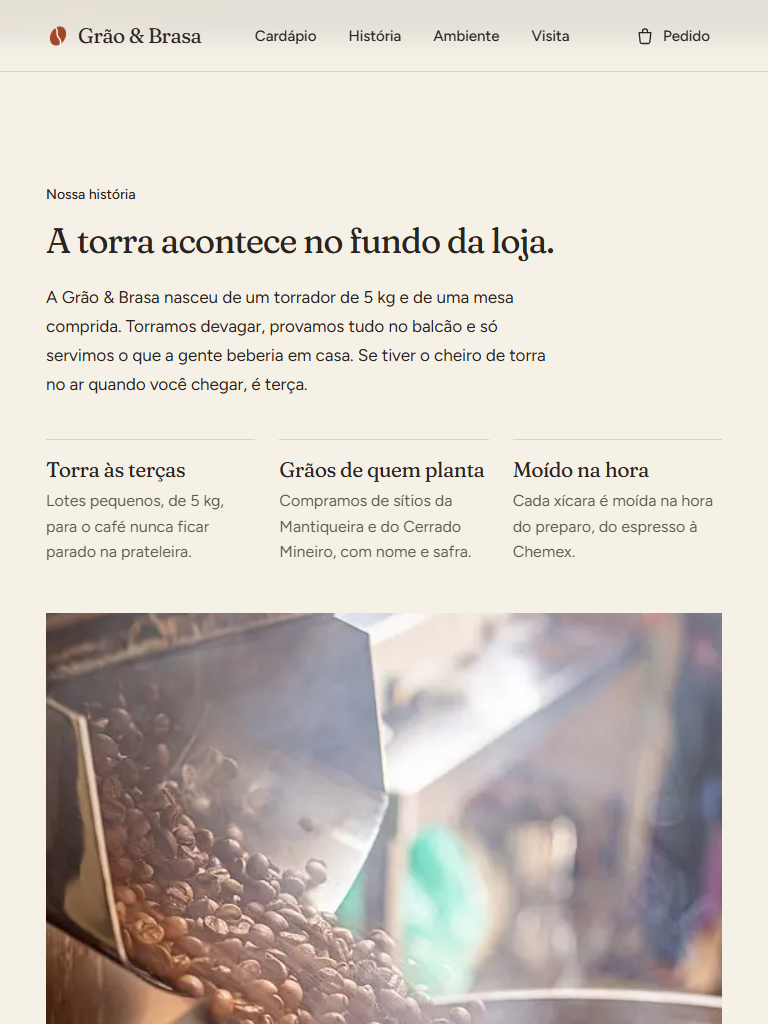 Grão & Brasa
Cardápio
História
Ambiente
Visita
Pedido
Nossa história
A torra acontece no fundo da loja.
A Grão & Brasa nasceu de um torrador de 5 kg e de uma mesa
comprida. Torramos devagar, provamos tudo no balcão e só
servimos o que a gente beberia em casa. Se tiver o cheiro de torra
no ar quando você chegar, é terça.
Torra às terças
Lotes pequenos, de 5 kg,
para o café nunca ficar
parado na prateleira.
Grãos de quem planta
Compramos de sítios da
Mantiqueira e do Cerrado
Mineiro, com nome e safra.
Moído na hora
Cada xícara é moída na hora
do preparo, do espresso à
Chemex.